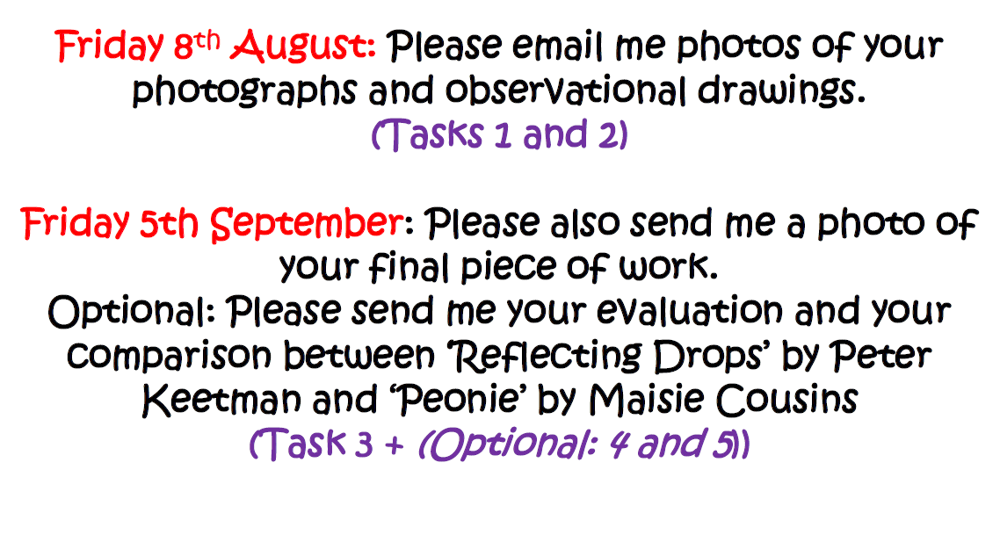 Friday 8th August: Please email me photos of your
photographs and observational drawings.
(Tasks 1 and 2)
Friday 5th September: Please also send me a photo of
your final piece of work.
Optional: Please send me your evaluation and your
comparison between ‘Reflecting Drops’ by Peter
Keetman and ‘Peonie’ by Maisie Cousins
(Task 3 + (Optional: 4 and 5))